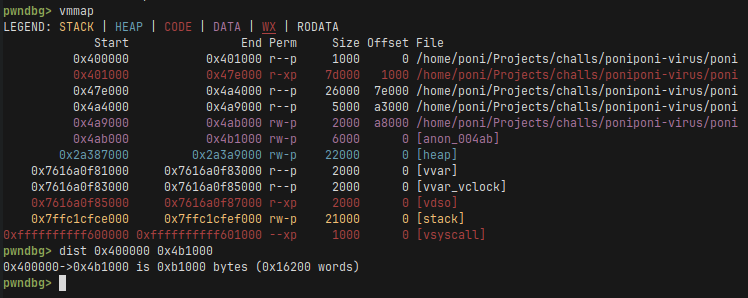 pwndbg> vmmap
LEGEND: STACK | HEAP | CODE | DATA | WX | RODATA
Start End Perm Size Offset File
0x400000 0x401000 r--p 1000 0 /home/poni/Projects/challs/poniponi-virus/poni
0x401000 0x47e000 r-xp 7d000 1000 /home/poni/Projects/challs/poniponi-virus/poni
0x47e000 0x4a4000 r--p 26000 7e000 /home/poni/Projects/challs/poniponi-virus/poni
0x4a4000 0x4a9000 r--p 5000 a3000 /home/poni/Projects/challs/poniponi-virus/poni
0x4a9000 0x4ab000 rw-p 2000 a8000 /home/poni/Projects/challs/poniponi-virus/poni
0x4ab000 0x4b1000 rw-p 6000 0 [anon_004ab]
0x2a387000 0x2a3a9000 rw-p 22000 0 [heap]
0x7616a0f81000 0x7616a0f83000 r--p 2000 0 [vvar]
0x7616a0f83000 0x7616a0f85000 r--p 2000 0 [vvar_vclock]
0x7616a0f85000 0x7616a0f87000 r-xp 2000 0 [vdso]
0x7ffc1cfce000 0x7ffc1cfef000 rw-p 21000 0 [stack]
0xffffffffff600000 0xffffffffff601000 --xp 1000 0 [vsyscall]
pwndbg> dist 0x400000 0x4b1000
0x400000->0x4b1000 is 0xb1000 bytes (0x16200 words)
pwndbg>